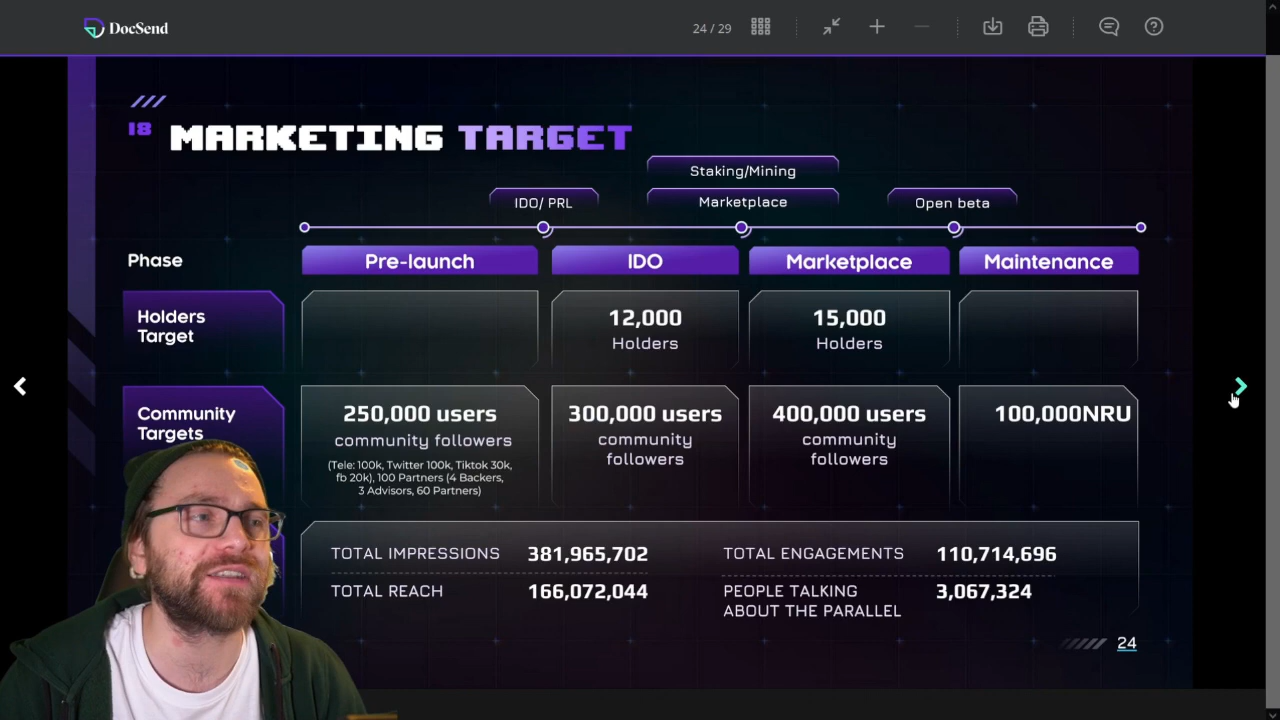 DocSend
24 / 29
18
MARKETING TARGET
Staking/Mining
IDO/ PRL
Marketplace
Open beta
Phase
Pre-launch
IDO
Marketplace
Maintenance
Holders
Target
12,000
Holders
15,000
Holders
Community
Targets
250,000 users
community followers
(Tele: 100k, Twitter 100k, Tiktok 30k,
fb 20k), 100 Partners (4 Backers,
3 Advisors, 60 Partners)
300,000 users
community
followers
400,000 users
community
followers
100,000NRU
TOTAL IMPRESSIONS 381,965,702
TOTAL REACH 166,072,044
TOTAL ENGAGEMENTS 110,714,696
PEOPLE TALKING
ABOUT THE PARALLEL
3,067,324
24